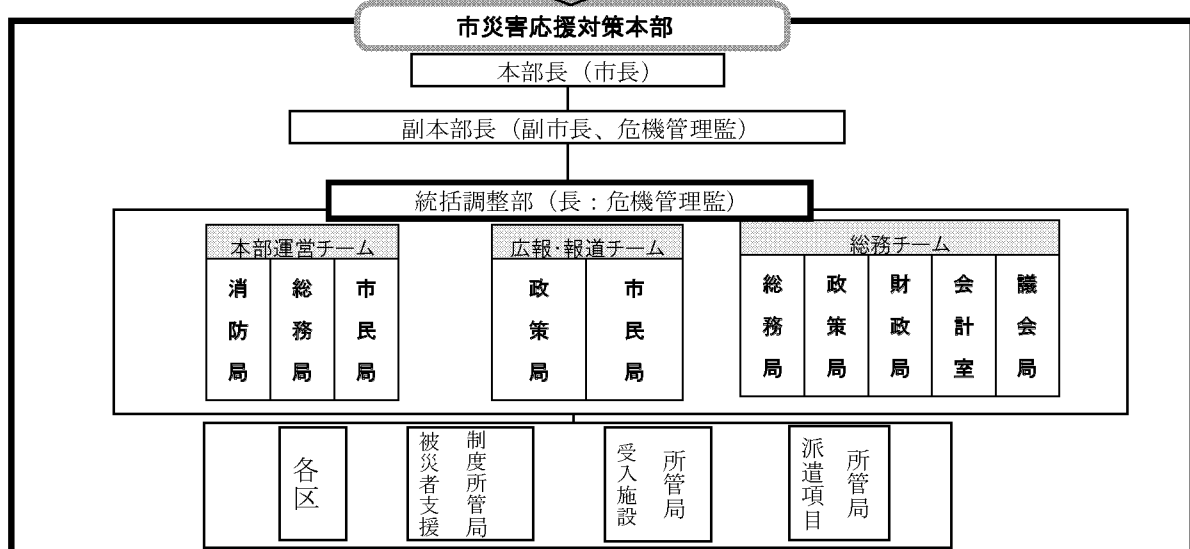 市災害応援対策本部
本部長（市長）
副本部長（副市長、危機管理監）
統括調整部（長：危機管理監）
本部運営チーム
消防局
総務局
市民局
広報・報道チーム
政策局
市民局
総務チーム
総務局
政策局
財政局
会計室
議会局
各区
被災者支援
制度所管局
受入施設
所管局
派遣項目
所管局